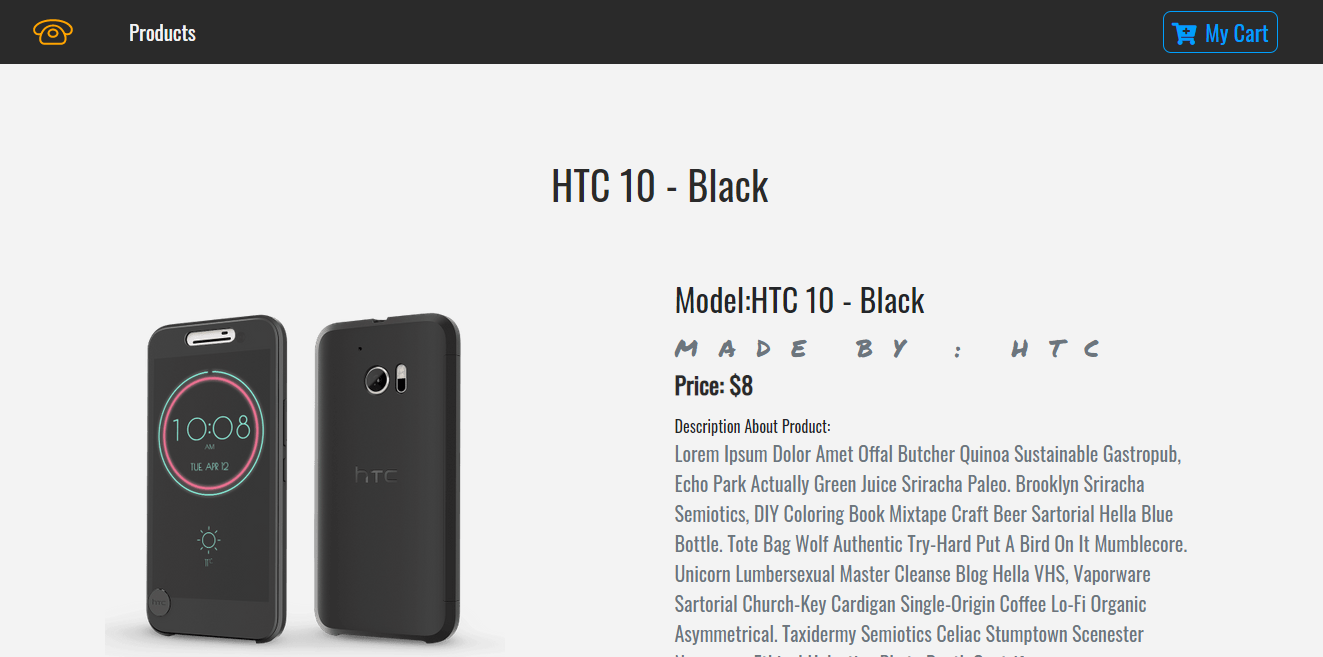 Products
My Cart
HTC 10 - Black
Model:HTC 10 - Black
MADE BY : HTC
Price: $8
Description About Product:
Lorem Ipsum Dolor Amet Offal Butcher Quinoa Sustainable Gastropub,
Echo Park Actually Green Juice Sriracha Paleo. Brooklyn Sriracha
Semiotics, DIY Coloring Book Mixtape Craft Beer Sartorial Hella Blue
Bottle. Tote Bag Wolf Authentic Try-Hard Put A Bird On It Mumblecore.
Unicorn Lumbersexual Master Cleanse Blog Hella VHS, Vaporware
Sartorial Church-Key Cardigan Single-Origin Coffee Lo-Fi Organic
Asymmetrical. Taxidermy Semiotics Celiac Stumptown Scenester
10:08
AM
TUE, APR 12
hTC
hTC